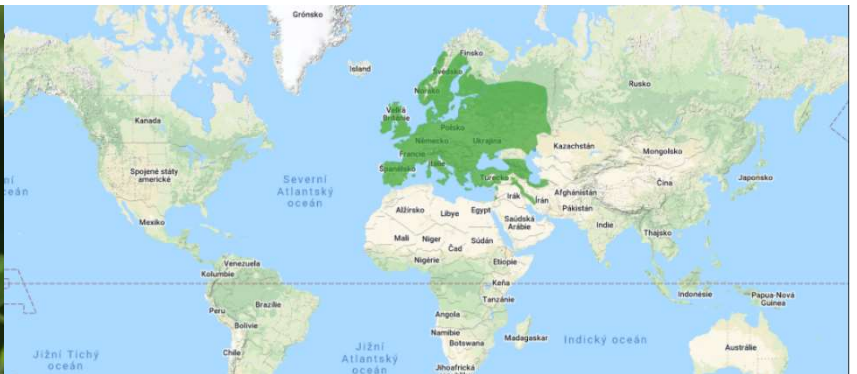 Grónsko
Island
Finsko
Švédsko
Norsko
Rusko
Kanada
Velká
Británie
Polsko
Německo
Ukrajina
Francie
Kazachstán
Mongolsko
Spojené státy
americké
Severní
Atlantský
oceán
Itálie
Španělsko
Turecko
Čína
Japonsko
ní
ceán
Irák
Írán
Afghánistán
Pákistán
Alžírsko
Libye
Egypt
Saúdská
Arábie
Indie
Mexiko
Thajsko
Mali
Niger
Čad
Súdán
Venezuela
Nigérie
Etiopie
Kolumbie
Keňa
Indonésie
Papua-Nová
Guinea
Tanzánie
Peru
Brazílie
Angola
Bolívie
Namibie
Botswana
Madagaskar
Indický oceán
Jižní Tichý
oceán
Chile
Jižní
Atlantský
oceán
Austrálie
Jihoafrická